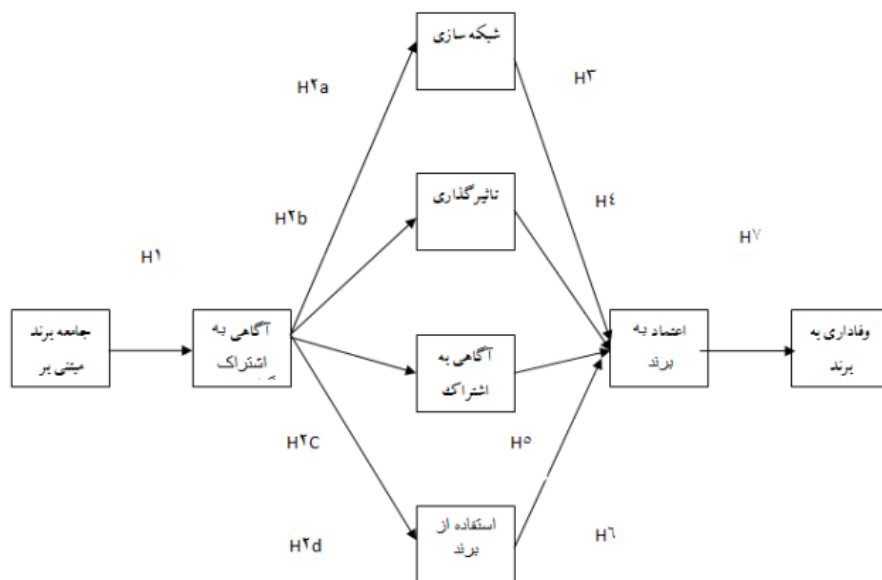 شبکه سازی
H۲a
H۳
تاثیرگذاری
H۲b
H٤
H۱
H۷
جامعه برند
مبتنی بر
آگاهی به
اشتراک
آگاهی به
اشتراک
اعتماد به
برند
وفاداری به
برند
H۲C
H٥
استفاده از
برند
H۲d
H٦